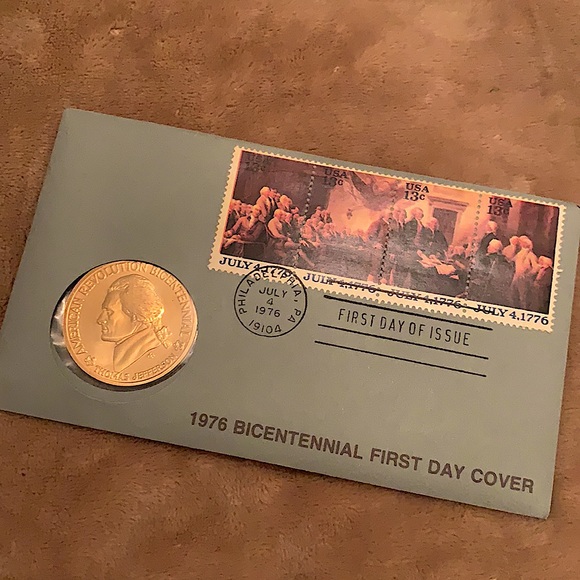 USA
13c
USA
13c
USA
13c
USA
13c
JULY 4,1776 JULY 4,1776 JULY 4,1776 JULY 4,1776
PHILADELPHIA, PA
JULY
4
1976
19104
FIRST DAY OF ISSUE
AMERICAN REVOLUTION BICENTENNIAL
THOMAS JEFFERSON
1976 BICENTENNIAL FIRST DAY COVER